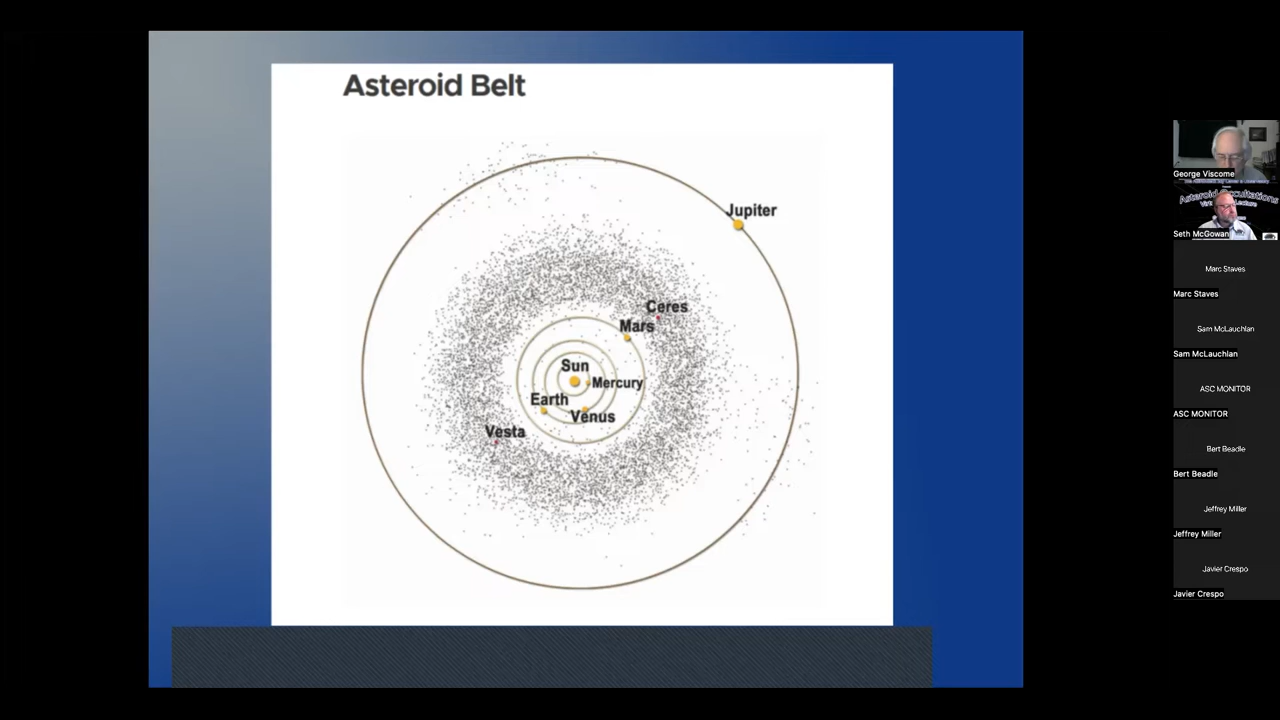 Asteroid Belt
Jupiter
Ceres
Mars
Sun
Mercury
Earth
Venus
Vesta
George Viscome
Asteroid Occultations
Seth McGowan
Marc Staves
Marc Staves
Sam McLauchlan
Sam McLauchlan
ASC MONITOR
ASC MONITOR
Bert Beadle
Bert Beadle
Jeffrey Miller
Jeffrey Miller
Javier Crespo
Javier Crespo